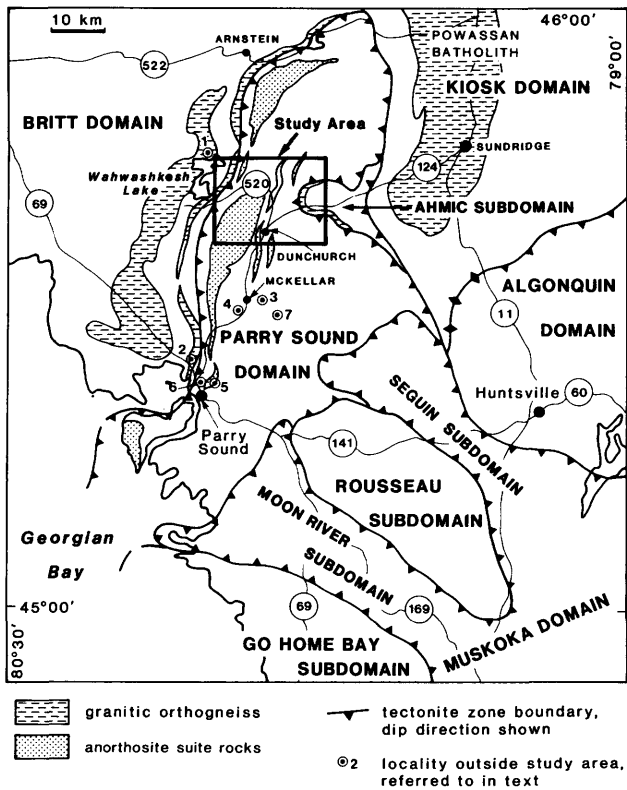 10 km
46°00′
79°00′
ARNSTEIN
POWASSAN
BATHOLITH
522
KIOSK DOMAIN
BRITT DOMAIN
Study Area
1
SUNDRIDGE
124
Wahwashkesh
Lake
520
69
AHMIC SUBDOMAIN
DUNCHURCH
MCKELLAR
ALGONQUIN
DOMAIN
4
3
7
11
PARRY SOUND
DOMAIN
2
6
5
SEGUIN SUBDOMAIN
Huntsville
60
Parry
Sound
141
ROUSSEAU
SUBDOMAIN
MOON RIVER
SUBDOMAIN
Georgian
Bay
45°00′
80°30′
69
169
GO HOME BAY
SUBDOMAIN
MUSKOKA DOMAIN
granitic orthogneiss
anorthosite suite rocks
tectonite zone boundary,
dip direction shown
2 locality outside study area,
referred to in text